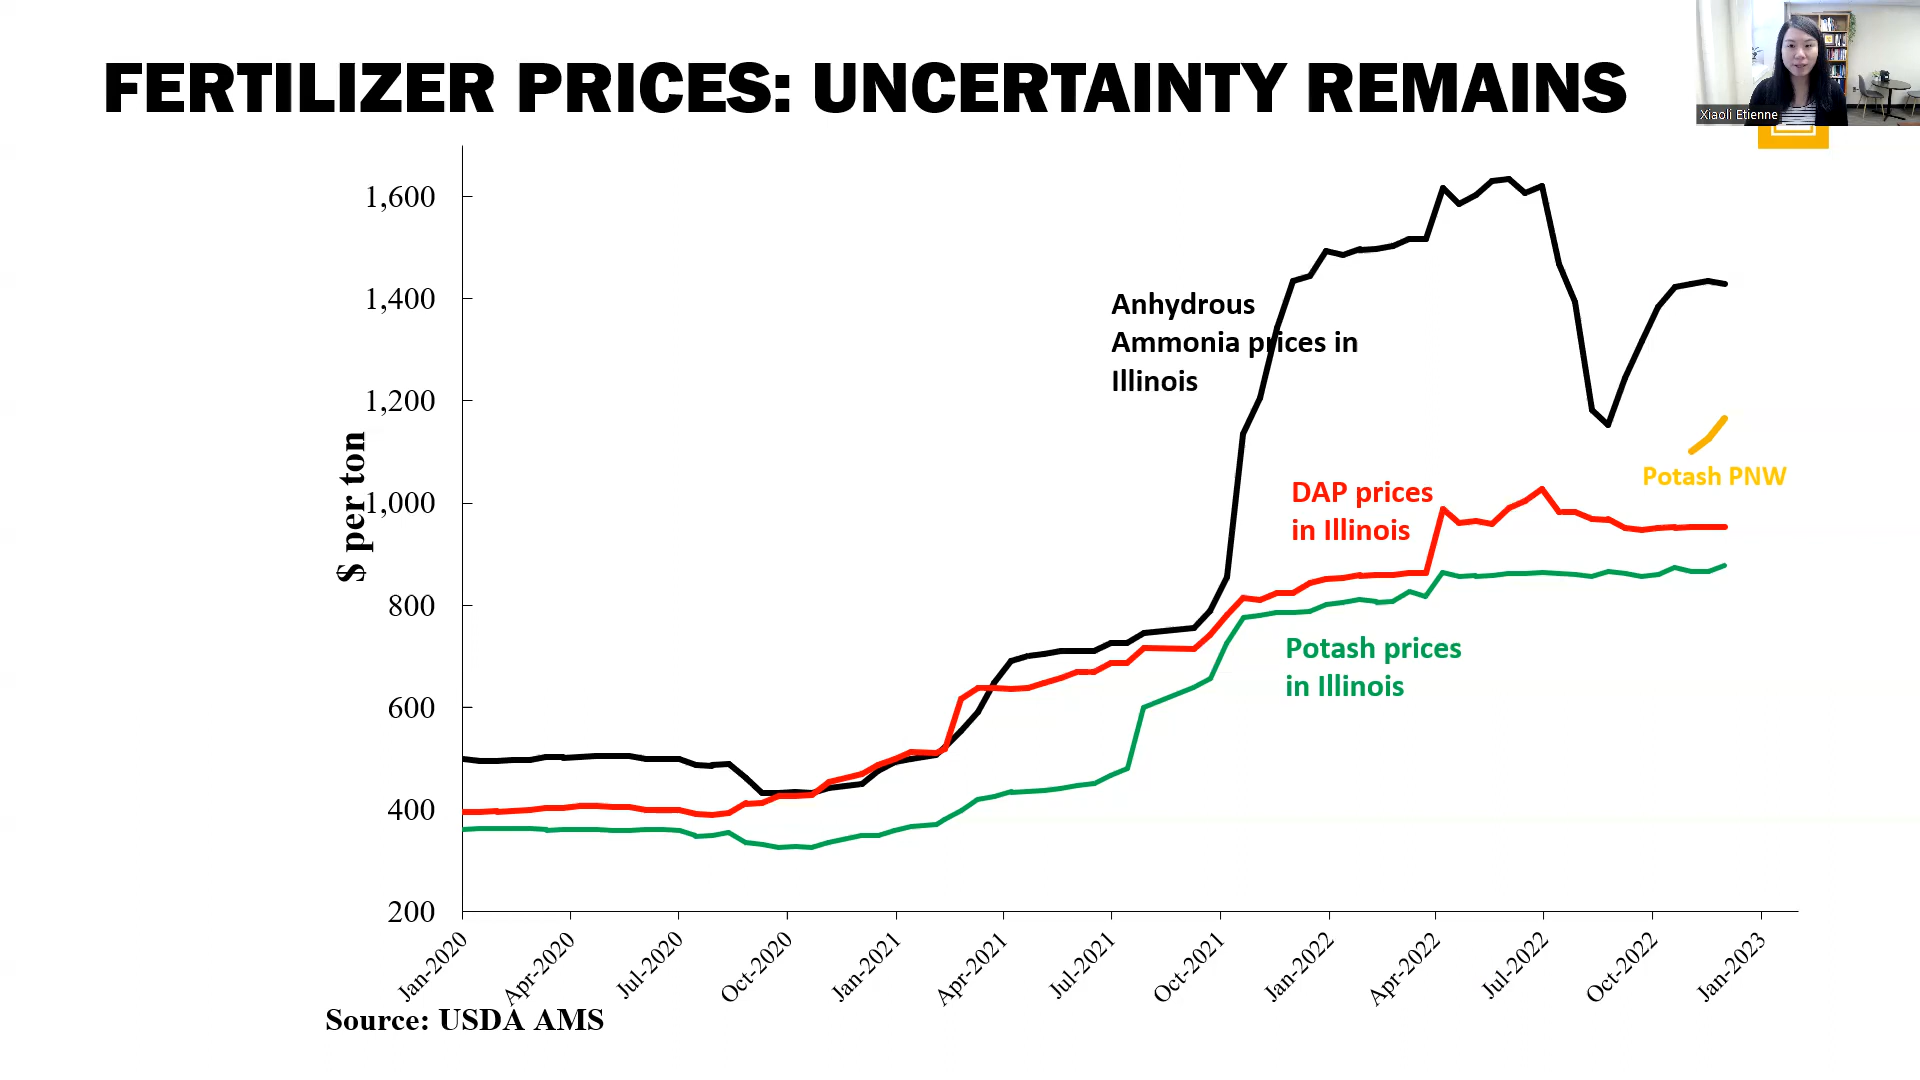 FERTILIZER PRICES: UNCERTAINTY REMAINS
Xiaoli Etienne
$ per ton
1,600
1,400
1,200
1,000
800
600
400
200
Anhydrous
Ammonia prices in
Illinois
DAP prices
in Illinois
Potash PNW
Potash prices
in Illinois
Jan-2020
Apr-2020
Jul-2020
Oct-2020
Jan-2021
Apr-2021
Jul-2021
Oct-2021
Jan-2022
Apr-2022
Jul-2022
Oct-2022
Jan-2023
Source: USDA AMS